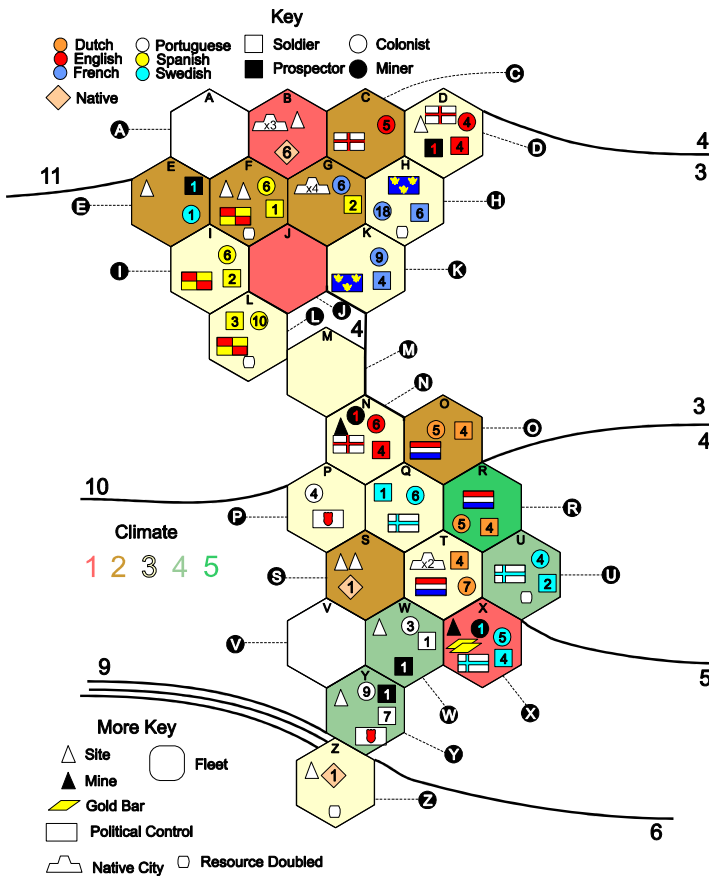 Key
Dutch Portuguese Soldier Colonist
English Spanish Prospector Miner
French Swedish
Native
C
A B C D
A x3 5 4 4
6 1 4 D
3
11
E F G H
E 1 6 x4 6 H
1 1 2 18 6
I J K
I 6 9 K
2 4
L
3 10 L J 4
M
M
N
N O
1 6 5 4 O 3
4 4
10 P Q R
4 1 6 R
P 5 4
Climate
1 2 3 4 5
S T U
S x2 4 4 U
1 7 2
V W X
V 3 1 1 5
1 4 5
9
Y W X
9 1
7
More Key Y
Site Z
Mine Fleet 1
Gold Bar Z
Political Control 6
Native City Resource Doubled